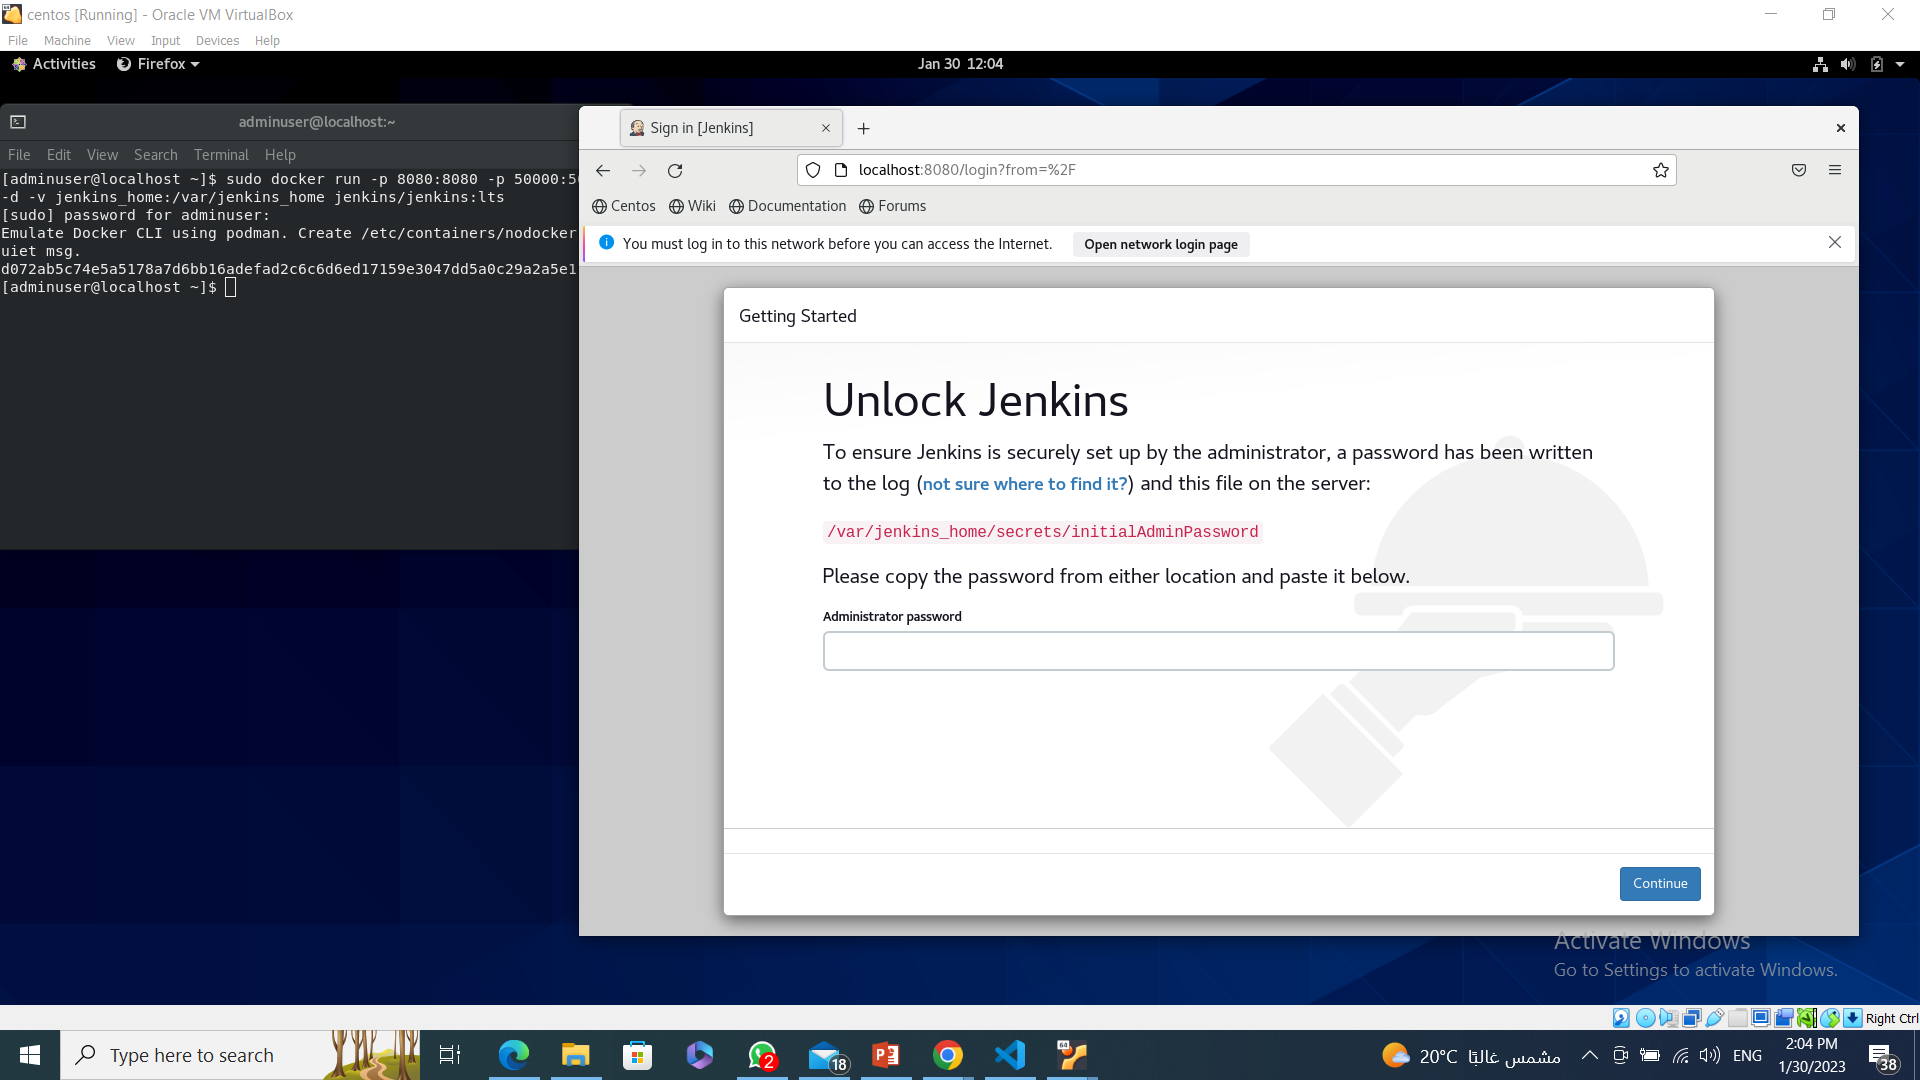 centos [Running] - Oracle VM VirtualBox
File Machine View Input Devices Help
Activities Firefox Jan 30 12:04
adminuser@localhost:~
File Edit View Search Terminal Help
[adminuser@localhost ~]$ sudo docker run -p 8080:8080 -p 50000:
-d -v jenkins_home:/var/jenkins_home jenkins/jenkins:lts
[sudo] password for adminuser:
Emulate Docker CLI using podman. Create /etc/containers/nodocker
uiet msg.
d072ab5c74e5a5178a7d6bb16adefad2c6c6d6ed17159e3047dd5a0c29a2a5e1
[adminuser@localhost ~]$
Sign in [Jenkins]
localhost:8080/login?from=%2F
Centos Wiki Documentation Forums
You must log in to this network before you can access the Internet. Open network login page
Getting Started
Unlock Jenkins
To ensure Jenkins is securely set up by the administrator, a password has been written
to the log (not sure where to find it?) and this file on the server:
/var/jenkins_home/secrets/initialAdminPassword
Please copy the password from either location and paste it below.
Administrator password
Continue
Activate Windows
Go to Settings to activate Windows.
Right Ctrl
Type here to search
2
18
64
20°C مشمس غالبًا
ENG
2:04 PM
1/30/2023
38